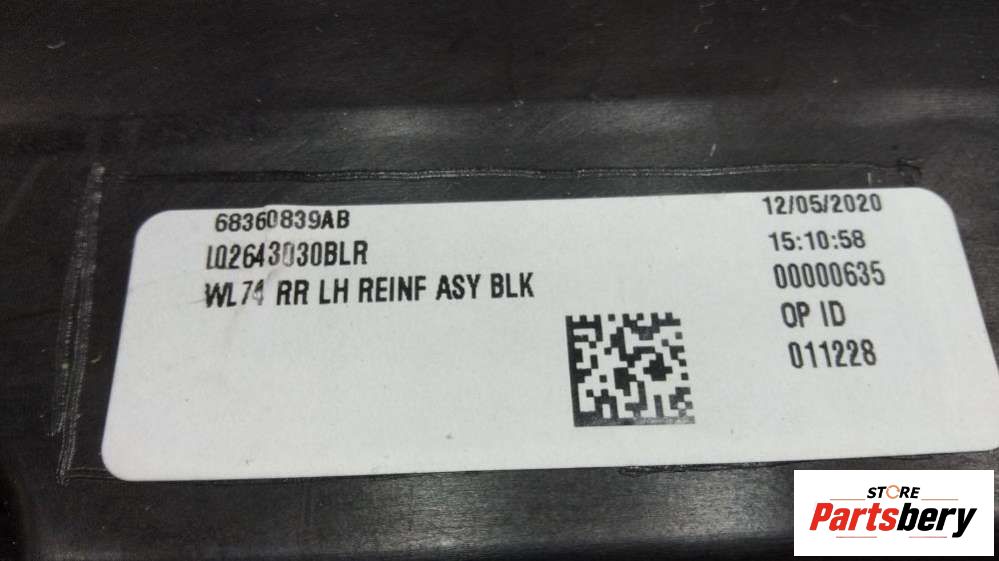 68360839AB
LQ2643030BLR
WL74 RR LH REINF ASY BLK
12/05/2020
15:10:58
00000635
OP ID
011228
STORE
Partsbery